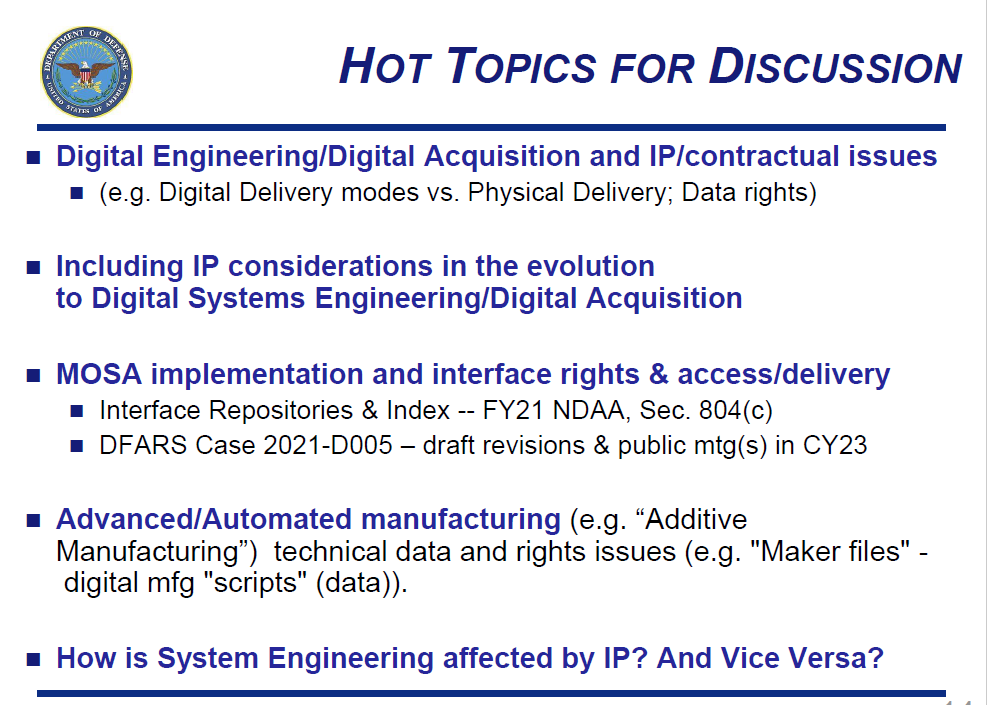 DEPARTMENT OF DEFENSE
UNITED STATES OF AMERICA
HOT TOPICS FOR DISCUSSION
■ Digital Engineering/Digital Acquisition and IP/contractual issues
■ (e.g. Digital Delivery modes vs. Physical Delivery; Data rights)
■ Including IP considerations in the evolution
to Digital Systems Engineering/Digital Acquisition
■ MOSA implementation and interface rights & access/delivery
■ Interface Repositories & Index -- FY21 NDAA, Sec. 804(c)
■ DFARS Case 2021-D005 – draft revisions & public mtg(s) in CY23
■ Advanced/Automated manufacturing (e.g. “Additive
Manufacturing”) technical data and rights issues (e.g. "Maker files" -
digital mfg "scripts" (data)).
■ How is System Engineering affected by IP? And Vice Versa?